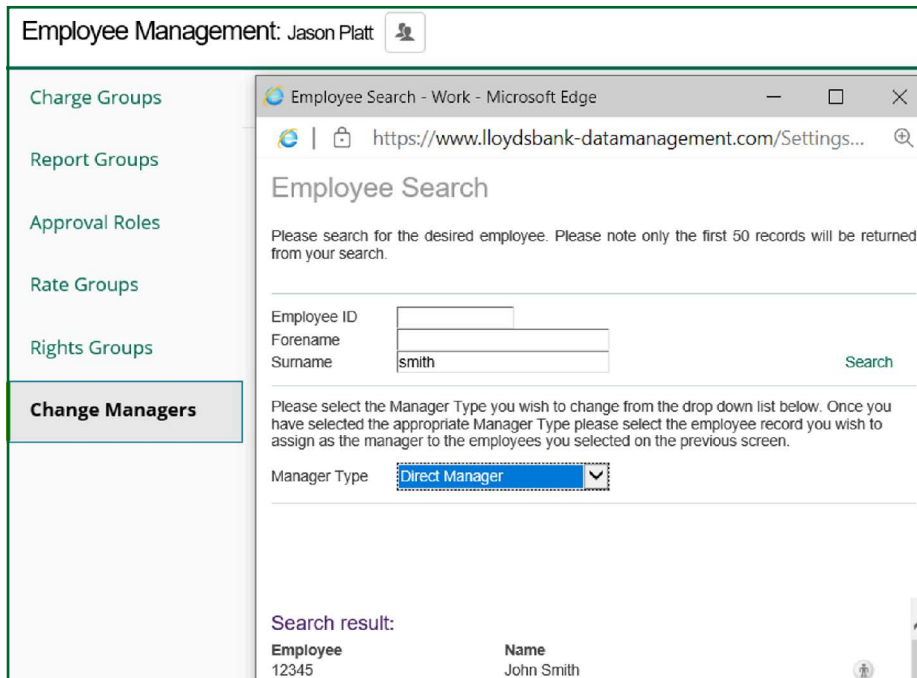 Employee Management: Jason Platt
Charge Groups
Report Groups
Approval Roles
Rate Groups
Rights Groups
Change Managers
Employee Search - Work - Microsoft Edge
https://www.lloydsbank-datamanagement.com/Settings...
Employee Search
Please search for the desired employee. Please note only the first 50 records will be returned
from your search.
Employee ID
Forename
Surname smith Search
Please select the Manager Type you wish to change from the drop down list below. Once you
have selected the appropriate Manager Type please select the employee record you wish to
assign as the manager to the employees you selected on the previous screen.
Manager Type Direct Manager
Search result:
Employee Name
12345 John Smith